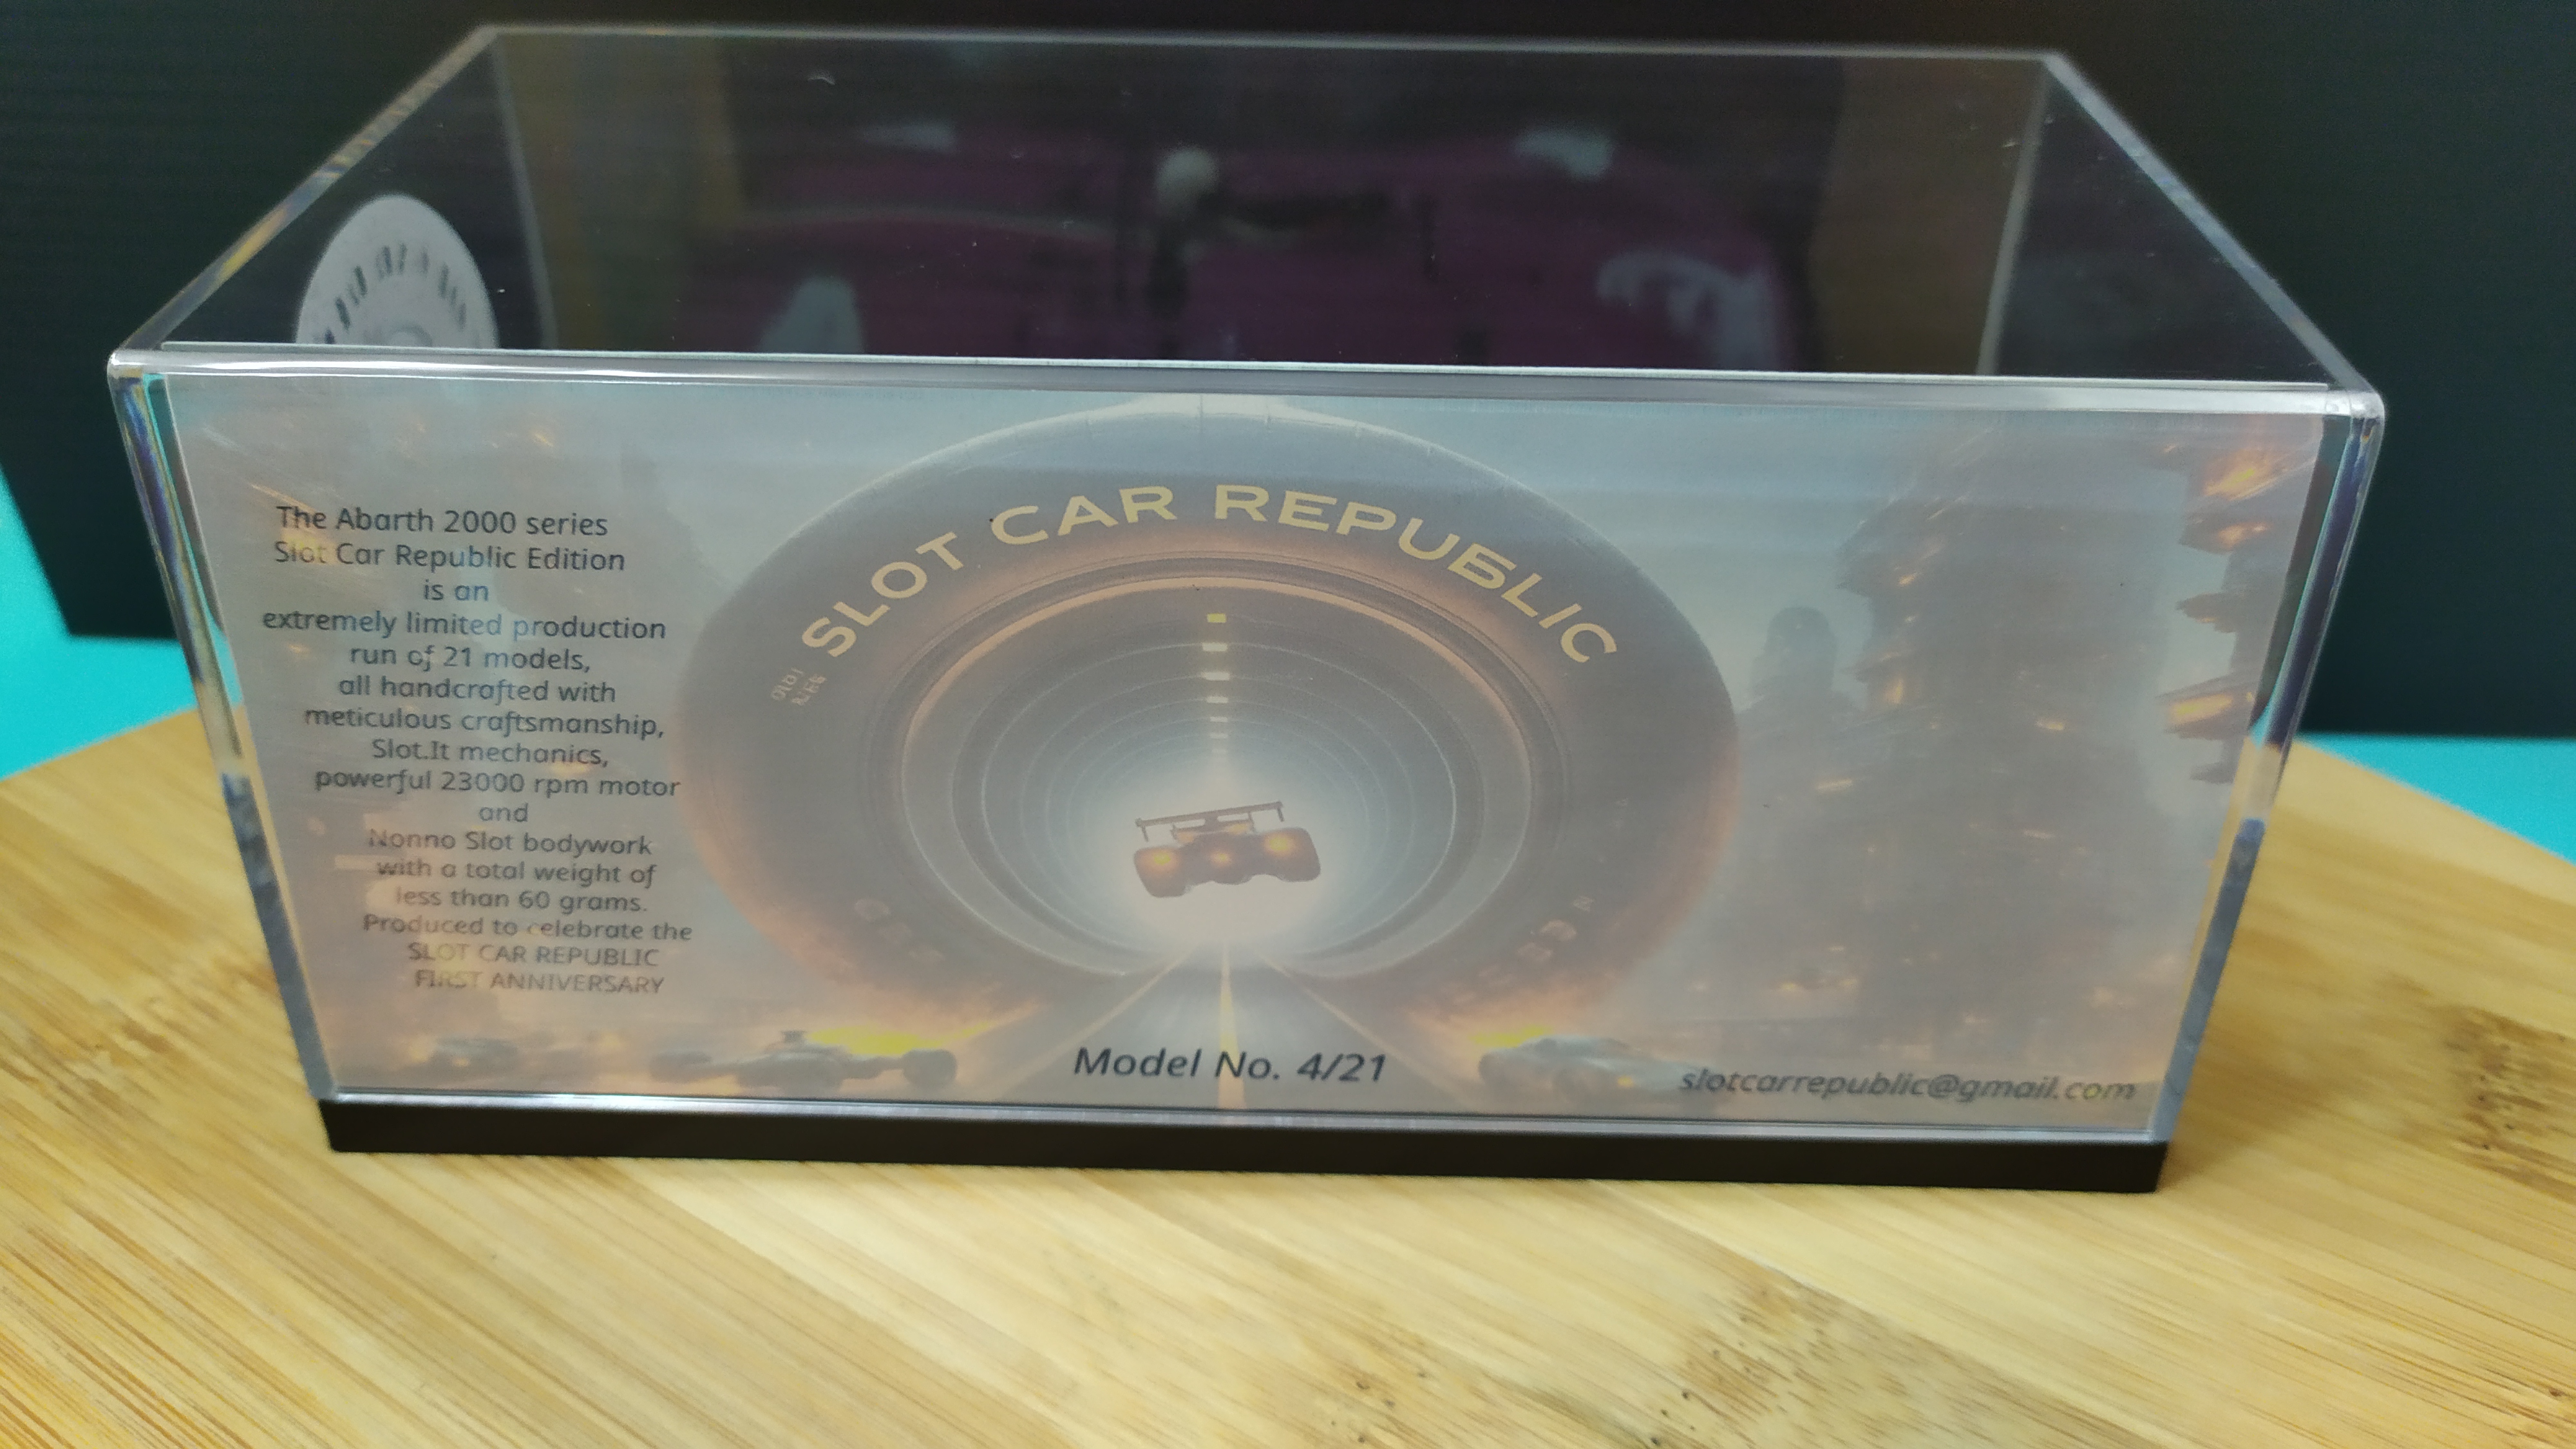 SLOT CAR REPUBLIC
The Abarth 2000 series
Slot Car Republic Edition
is an
extremely limited production
run of 21 models,
all handcrafted with
meticulous craftsmanship,
Slot.It mechanics,
powerful 23000 rpm motor
and
Nonno Slot bodywork
with a total weight of
less than 60 grams.
Produced to celebrate the
SLOT CAR REPUBLIC
FIRST ANNIVERSARY
Model No. 4/21
slotcarrepublic@gmail.com